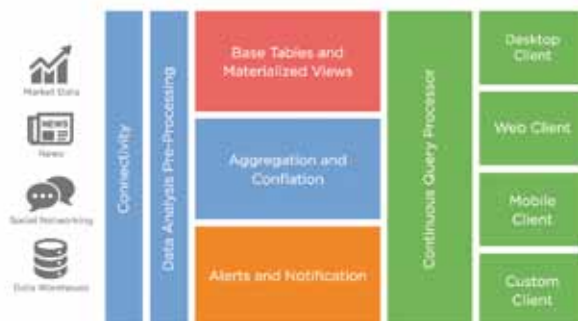 Market Data
NEWS
News
Social Networking
Data Warehouse
Connectivity
Data Analysis Pre-Processing
Base Tables and
Materialized Views
Aggregation and
Conflation
Alerts and Notification
Continuous Query Processor
Desktop
Client
Web Client
Mobile
Client
Custom
Client